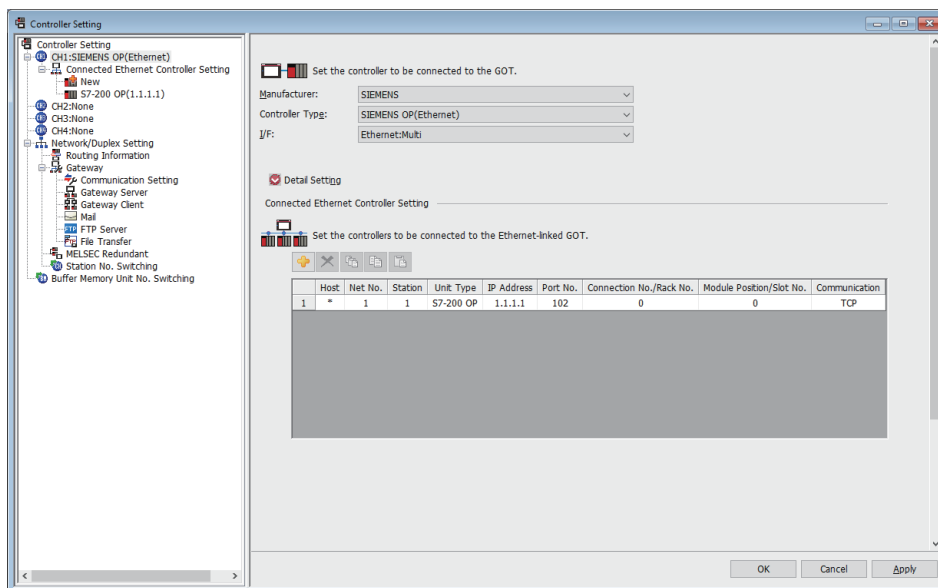 Controller Setting
Controller Setting
CH1:SIEMENS OP(Ethernet)
Connected Ethernet Controller Setting
New
S7-200 OP(1.1.1.1)
CH2:None
CH3:None
CH4:None
Network/Duplex Setting
Routing Information
Gateway
Communication Setting
Gateway Server
Gateway Client
Mail
FTP Server
File Transfer
MELSEC Redundant
Station No. Switching
Buffer Memory Unit No. Switching
Set the controller to be connected to the GOT.
Manufacturer: SIEMENS
Controller Type: SIEMENS OP(Ethernet)
I/F: Ethernet:Multi
Detail Setting
Connected Ethernet Controller Setting
Set the controllers to be connected to the Ethernet-linked GOT.
Host Net No. Station Unit Type IP Address Port No. Connection No./Rack No. Module Position/Slot No. Communication
1 * 1 1 S7-200 OP 1.1.1.1 102 0 0 TCP
OK Cancel Apply